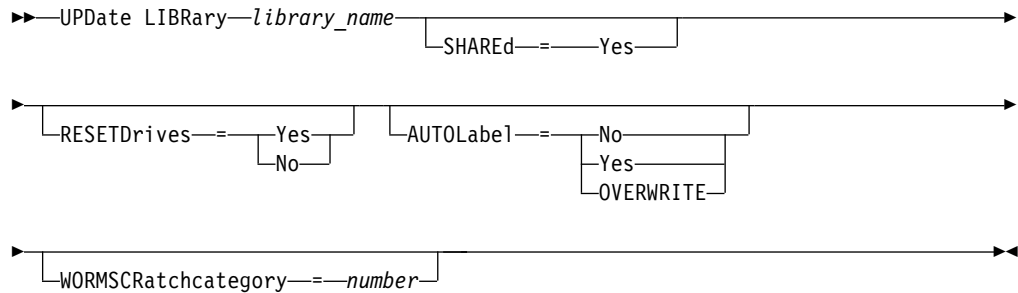 UPDate LIBRary library_name
SHAREd = Yes
RESETDrives = Yes AUTOLabel = No
No Yes
OVERWRITE
WORMSCRatchcategory = number